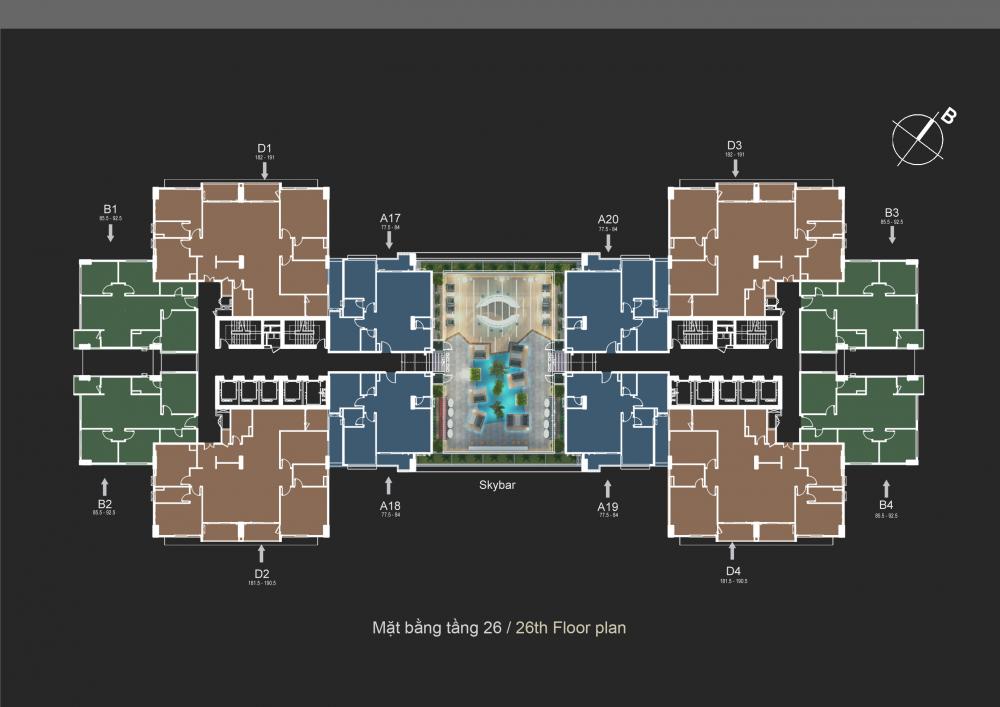 B
D1
182 - 191
D3
182 - 191
B1
85.5 - 92.5
A17
77.5 - 84
A20
77.5 - 84
B3
85.5 - 92.5
Skybar
B2
85.5 - 92.5
A18
77.5 - 84
A19
77.5 - 84
B4
85.5 - 92.5
D2
181.5 - 190.5
D4
181.5 - 190.5
Mặt bằng tầng 26 / 26th Floor plan